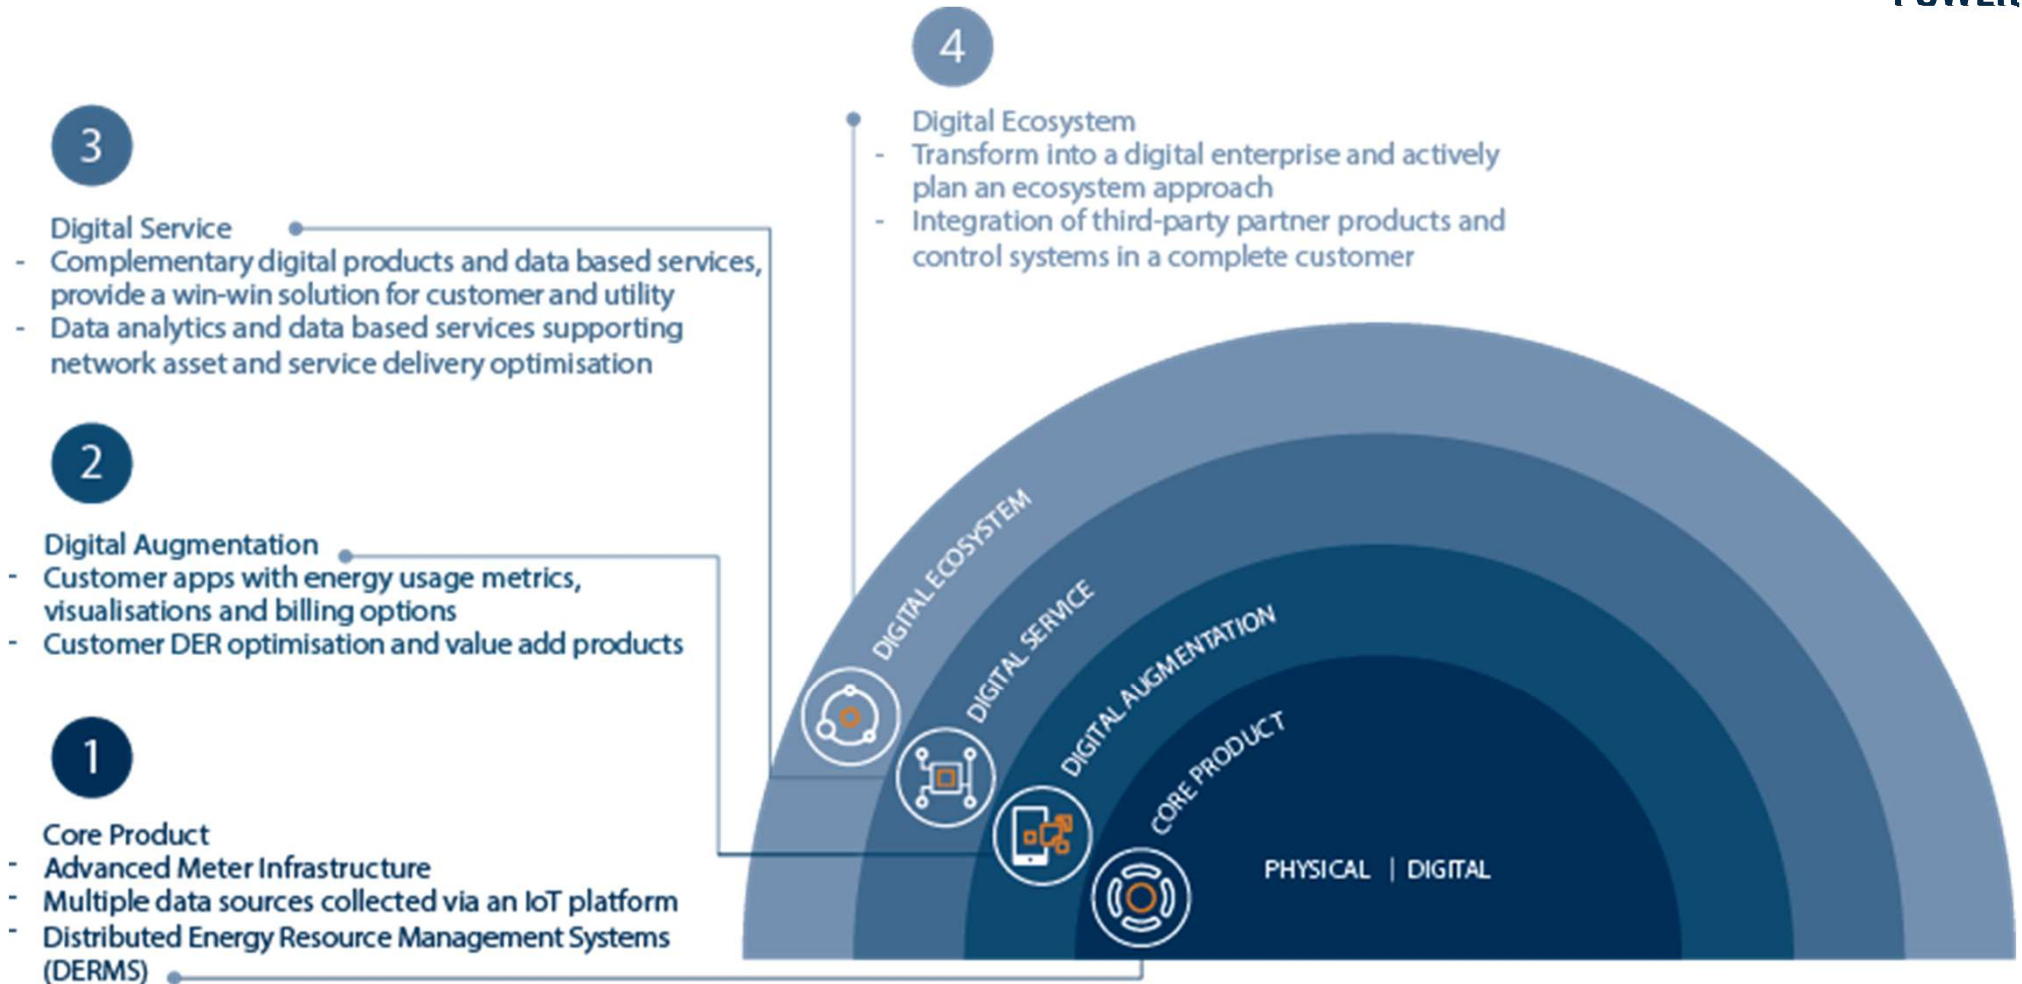 4
Digital Ecosystem
- Transform into a digital enterprise and actively
plan an ecosystem approach
- Integration of third-party partner products and
control systems in a complete customer
3
Digital Service
- Complementary digital products and data based services,
provide a win-win solution for customer and utility
- Data analytics and data based services supporting
network asset and service delivery optimisation
2
Digital Augmentation
- Customer apps with energy usage metrics,
visualisations and billing options
- Customer DER optimisation and value add products
1
Core Product
- Advanced Meter Infrastructure
- Multiple data sources collected via an IoT platform
- Distributed Energy Resource Management Systems
(DERMS)
DIGITAL ECOSYSTEM
DIGITAL SERVICE
DIGITAL AUGMENTATION
CORE PRODUCT
PHYSICAL | DIGITAL